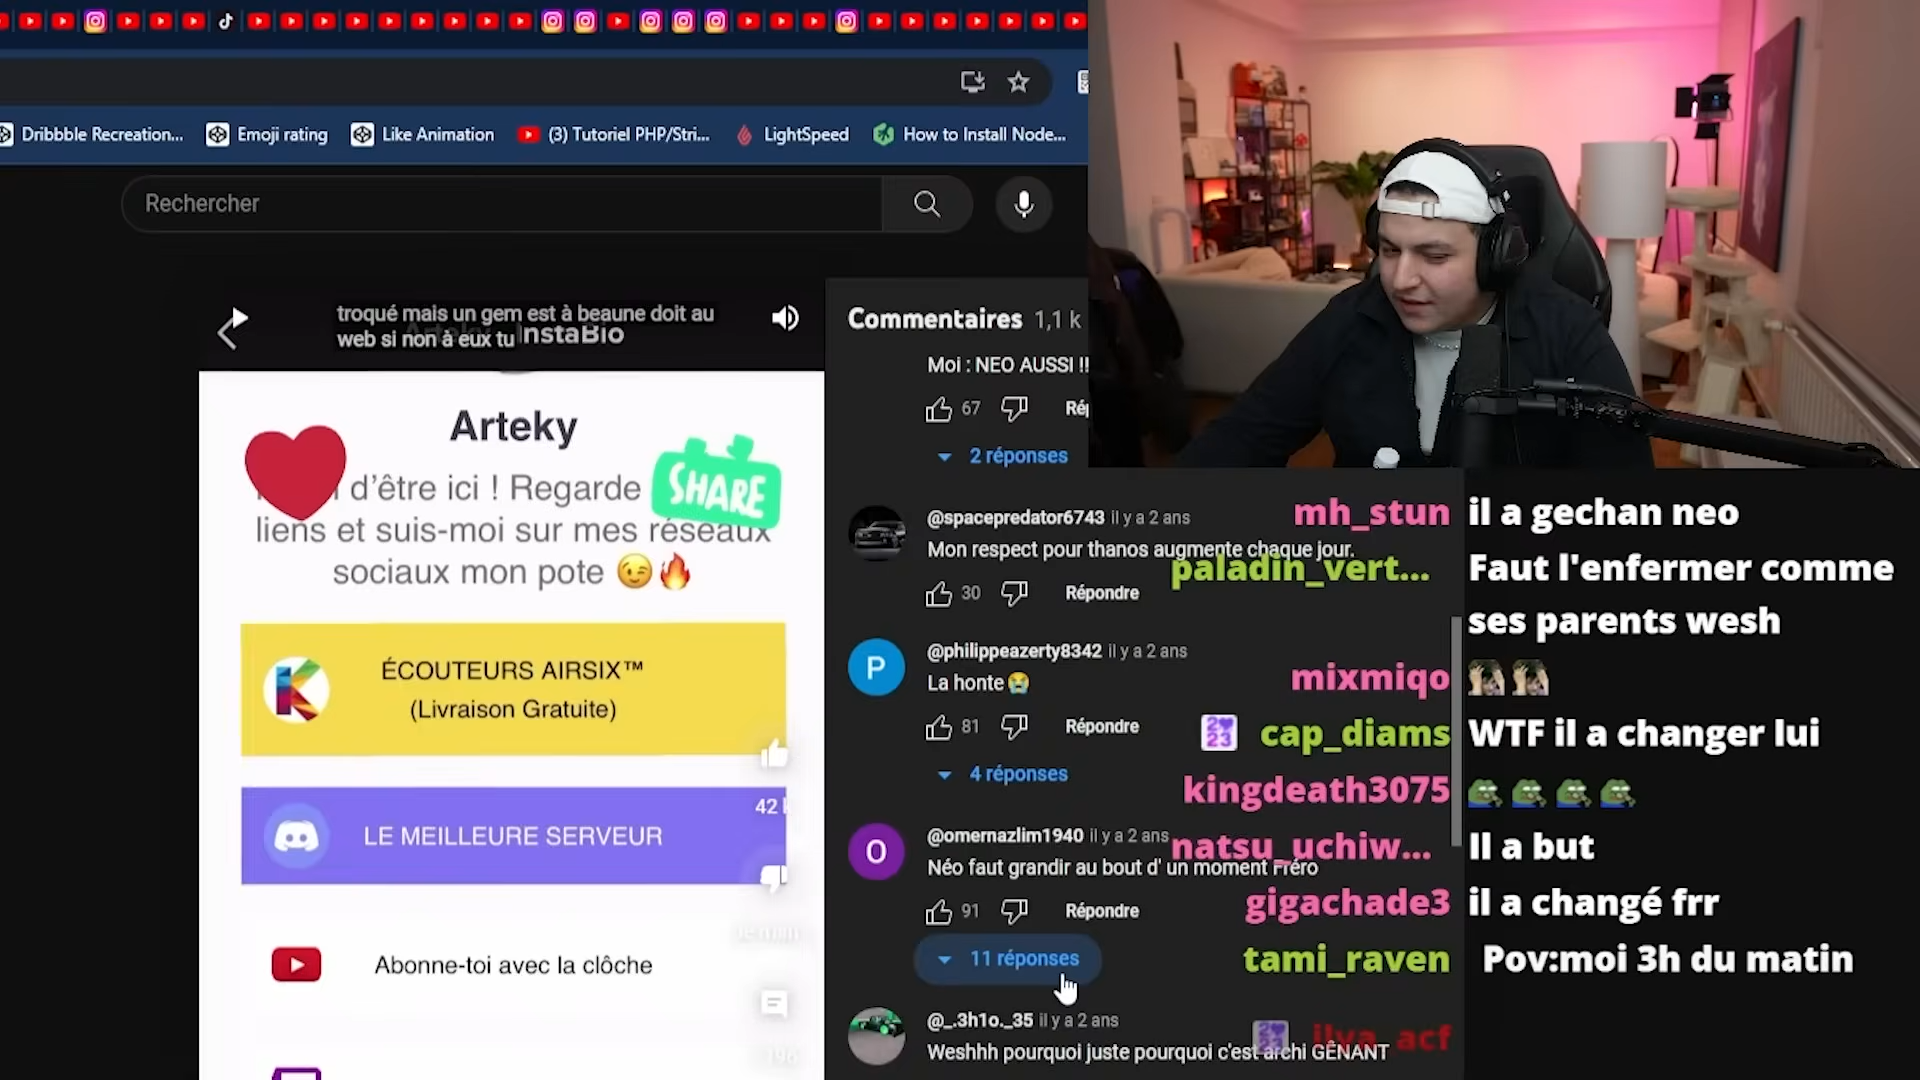 Dribbble Recreation...
Emoji rating
Like Animation
(3) Tutoriel PHP/Stri...
LightSpeed
How to Install Node...
Rechercher
troqué mais un gem est à beaune doit au
web si non à eux tu
InstaBio
Arteky
d'être ici ! Regarde
liens et suis-moi sur mes réseaux
sociaux mon pote 😉🔥
SHARE
ÉCOUTEURS AIRSIX™
(Livraison Gratuite)
42
LE MEILLEURE SERVEUR
Abonne-toi avec la clôche
Commentaires 1,1 k
Moi : NEO AUSSI !!
67 Rép
2 réponses
@spacepredator6743 il y a 2 ans
Mon respect pour thanos augmente chaque jour.
30 Répondre
P
@philippeazerty8342 il y a 2 ans
La honte😭
81 Répondre
4 réponses
O
@omernazlim1940 il y a 2 ans
Néo faut grandir au bout d' un moment Fréro
91 Répondre
11 réponses
@_.3h1o._35 il y a 2 ans
Weshhh pourquoi juste pourquoi c'est archi GÊNANT
mh_stun il a gechan neo
paladin_vert... Faut l'enfermer comme
ses parents wesh
mixmiqo
23 cap_diams WTF il a changer lui
kingdeath3075
natsu_uchiw... Il a but
gigachade3 il a changé frr
tami_raven Pov:moi 3h du matin
ilya_acf